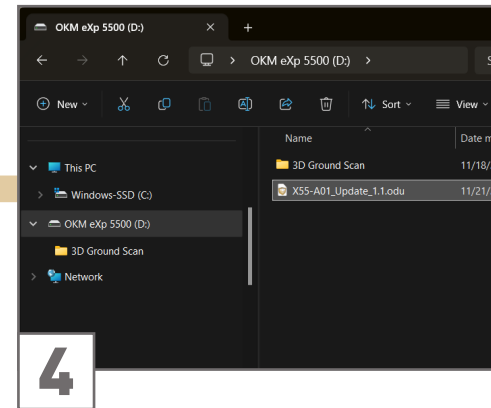 OKM eXp 5500 (D:)
OKM eXp 5500 (D:)
New
Sort
View
Name
Date m
This PC
3D Ground Scan
11/18/
Windows-SSD (C:)
X55-A01_Update_1.1.odu
11/21/
OKM eXp 5500 (D:)
3D Ground Scan
Network
4